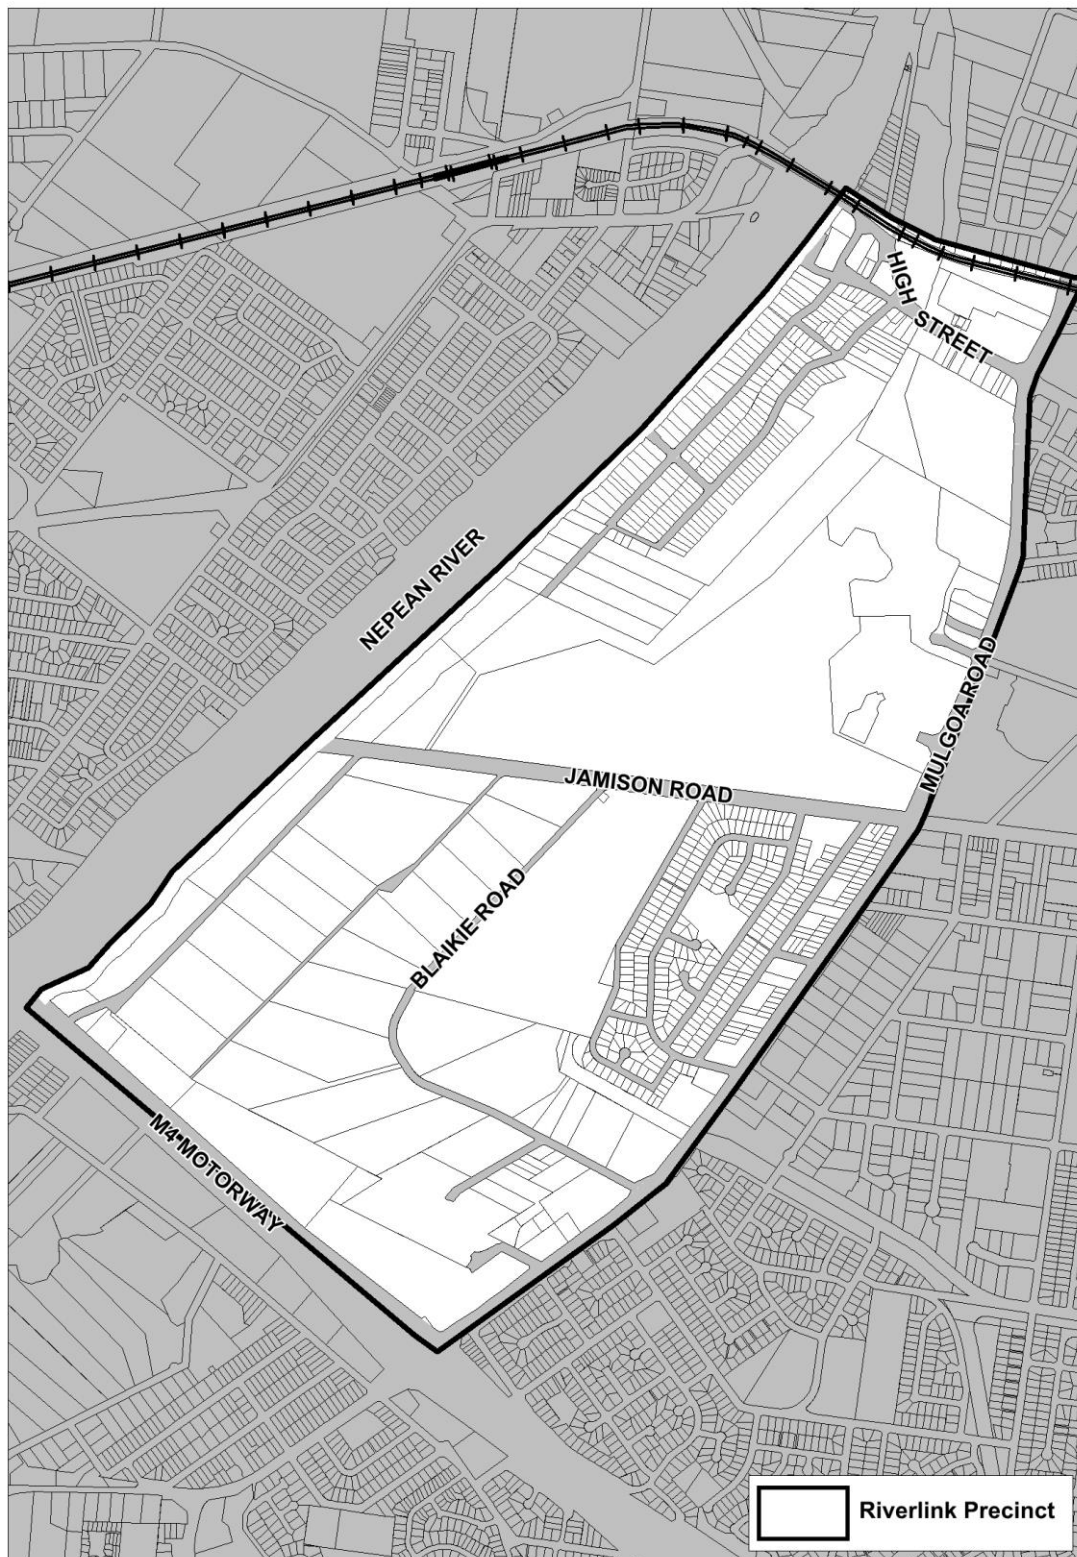 HIGH STREET
NEPEAN RIVER
MULGOA ROAD
JAMISON ROAD
BLAIKIE ROAD
M4 MOTORWAY
Riverlink Precinct